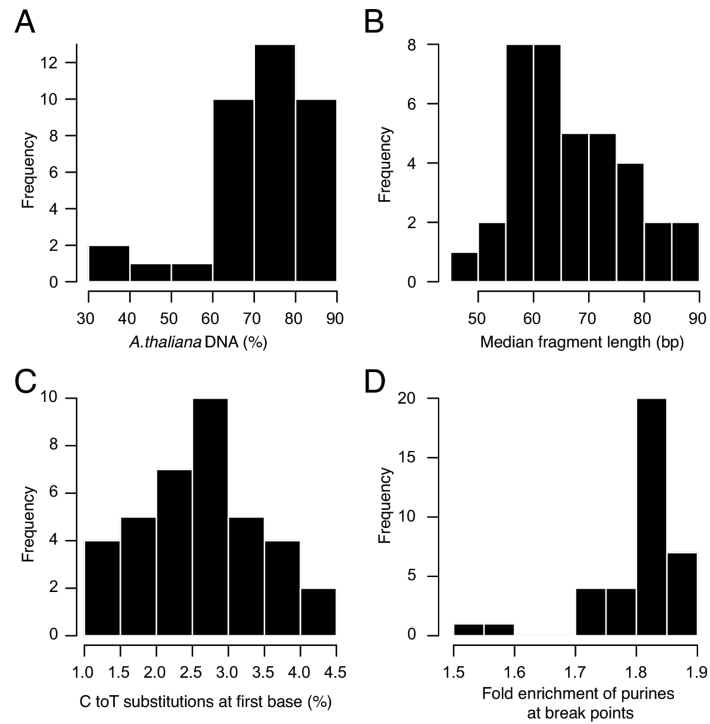 A
Frequency
12
10
8
6
4
2
0
30 40 50 60 70 80 90
A.thaliana DNA (%)
B
Frequency
8
6
4
2
0
50 60 70 80 90
Median fragment length (bp)
C
Frequency
10
8
6
4
2
0
1.0 1.5 2.0 2.5 3.0 3.5 4.0 4.5
C toT substitutions at first base (%)
D
Frequency
20
15
10
5
0
1.5 1.6 1.7 1.8 1.9
Fold enrichment of purines
at break points